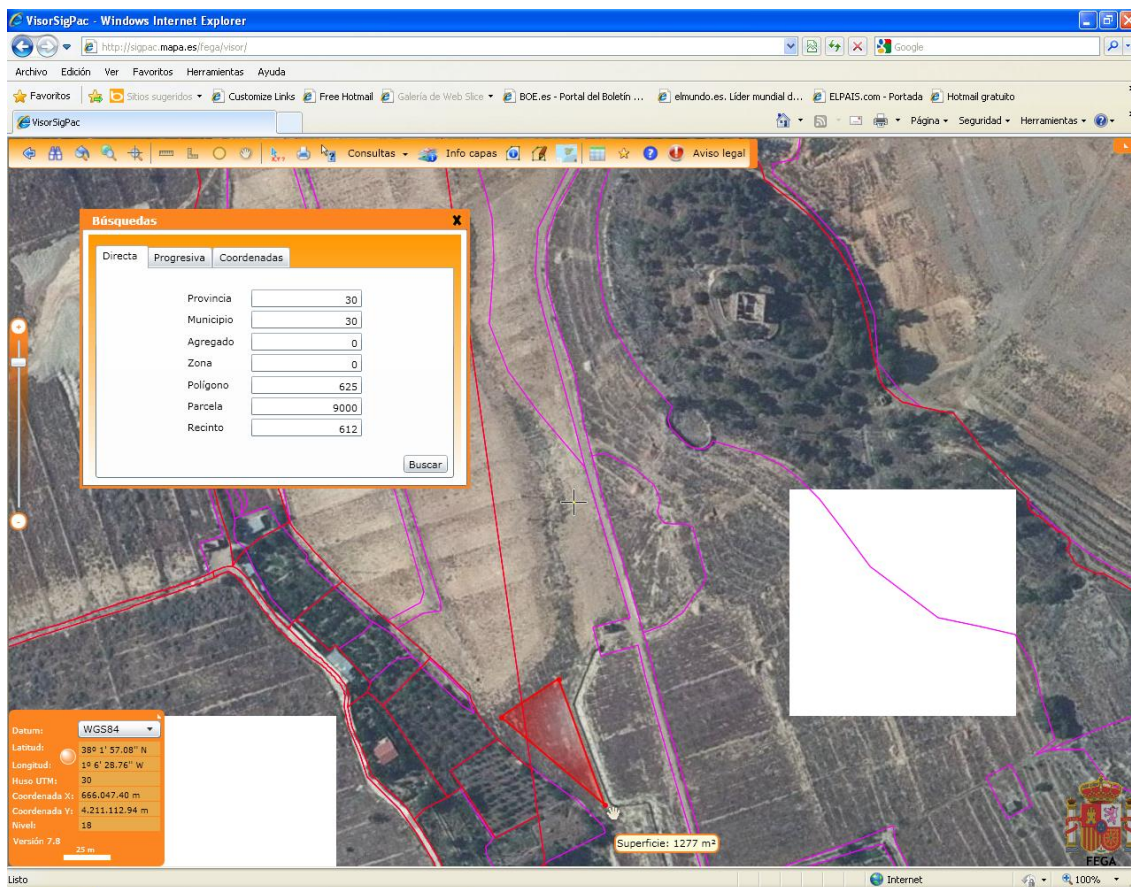 VisorSigPac - Windows Internet Explorer
http://sigpac.mapa.es/fega/visor/
Google
Archivo Edición Ver Favoritos Herramientas Ayuda
Favoritos Sitios sugeridos Customize Links Free Hotmail Galería de Web Slice BOE.es - Portal del Boletín ... elmundo.es. Líder mundial d... ELPAIS.com - Portada Hotmail gratuito
VisorSigPac Página Seguridad Herramientas
Consultas Info capas Aviso legal
Búsquedas
Directa Progresiva Coordenadas
Provincia 30
Municipio 30
Agregado 0
Zona 0
Polígono 625
Parcela 9000
Recinto 612
Buscar
Datum: WGS84
Latitud: 38º 1' 57.08" N
Longitud: 1º 6' 28.76" W
Huso UTM: 30
Coordenada X: 666.047.40 m
Coordenada Y: 4.211.112.94 m
Nivel: 18
Versión 7.8
25 m
Superficie: 1277 m²
FEGA
Listo Internet 100%